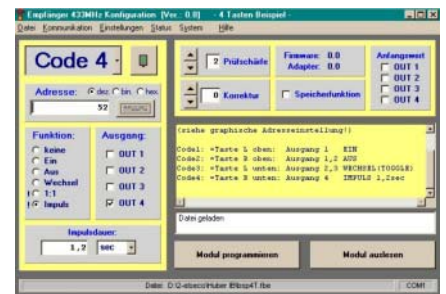 Empfänger 433MHz Konfiguration (Ver.: 0.8) - 4 Tasten Beispiel -
Datei Kommunikation Einstellungen Status System Hilfe
Code 4
2 Prüfschärfe
Firmware: 0.0
Adapter: 0.0
Anfangswert
OUT 1
OUT 2
OUT 3
OUT 4
Adresse: dez bin. hex
52
0 Korrektur
Speicherfunktion
Funktion:
keine
Ein
Aus
Wechsel
1:1
Impuls
Ausgang:
OUT 1
OUT 2
OUT 3
OUT 4
(siehe graphische Adresseinstellung!)
Code1: =Taste L oben: Ausgang 1 EIN
Code2: =Taste R oben: Ausgang 1,2 AUS
Code3: =Taste L unten: Ausgang 2,3 WECHSEL(TOGGLE)
Code4: =Taste R unten: Ausgang 4 IMPULS 1,2sec
Datei geladen
Impulsdauer:
1,2 sec
Modul programmieren
Modul auslesen
Datei: COM1